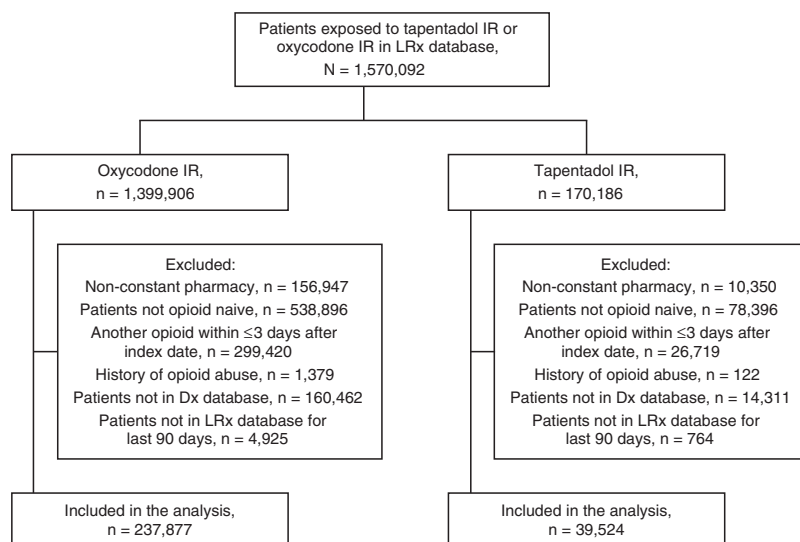 Patients exposed to tapentadol IR or
oxycodone IR in LRx database,
N = 1,570,092
Oxycodone IR,
n = 1,399,906
Tapentadol IR,
n = 170,186
Excluded:
Non-constant pharmacy, n = 156,947
Patients not opioid naive, n = 538,896
Another opioid within ≤3 days after
index date, n = 299,420
History of opioid abuse, n = 1,379
Patients not in Dx database, n = 160,462
Patients not in LRx database for
last 90 days, n = 4,925
Excluded:
Non-constant pharmacy, n = 10,350
Patients not opioid naive, n = 78,396
Another opioid within ≤3 days after
index date, n = 26,719
History of opioid abuse, n = 122
Patients not in Dx database, n = 14,311
Patients not in LRx database for
last 90 days, n = 764
Included in the analysis,
n = 237,877
Included in the analysis,
n = 39,524